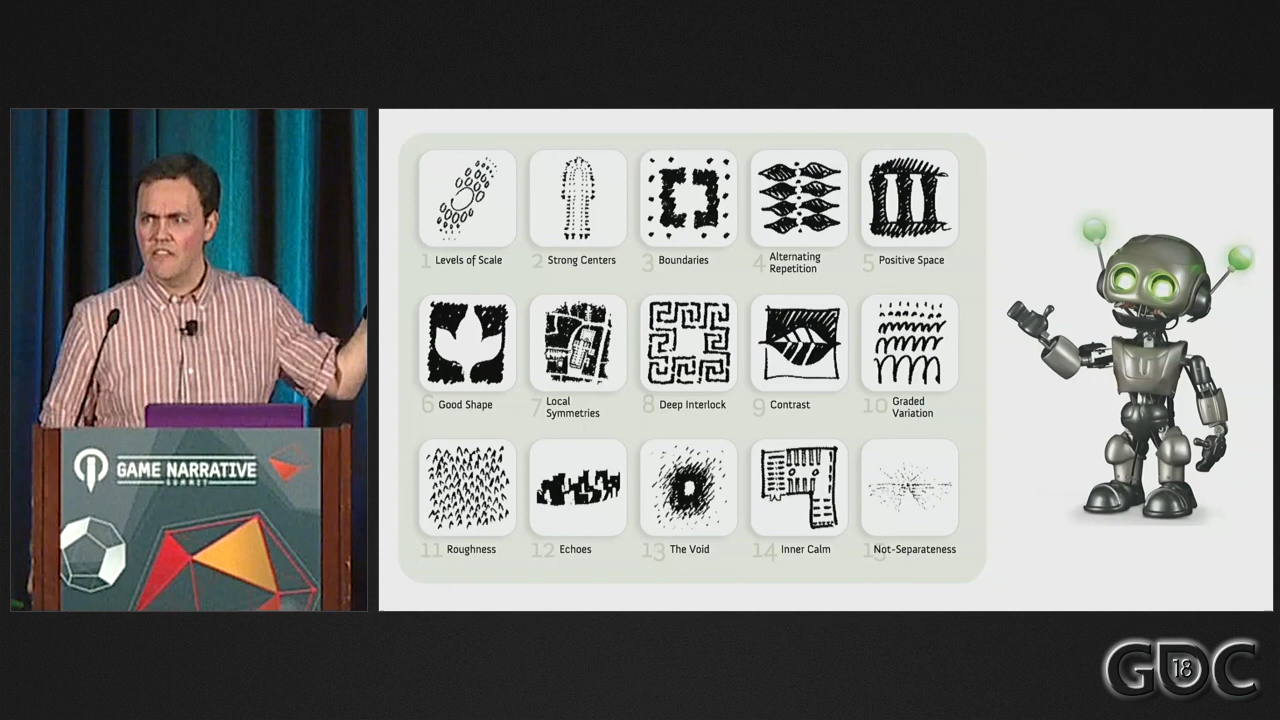 GAME NARRATIVE
SUMMIT
1 Levels of Scale
2 Strong Centers
3 Boundaries
4 Alternating
Repetition
5 Positive Space
6 Good Shape
7 Local
Symmetries
8 Deep Interlock
9 Contrast
10 Graded
Variation
11 Roughness
12 Echoes
13 The Void
14 Inner Calm
15 Not-Separateness
GDC
18